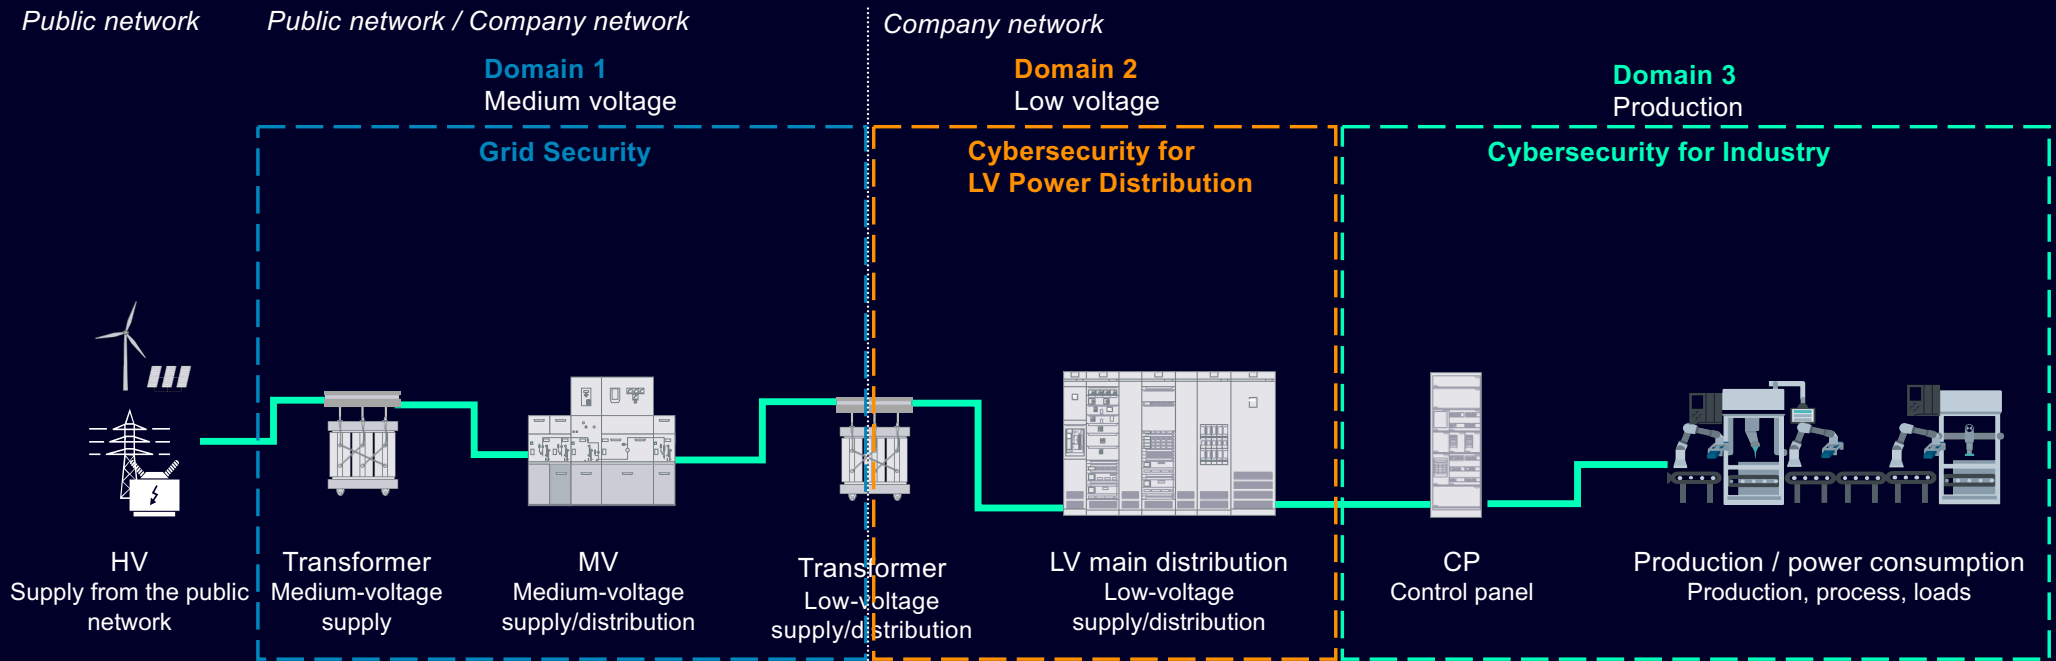 Public network
Public network / Company network
Company network
Domain 1
Medium voltage
Domain 2
Low voltage
Domain 3
Production
Grid Security
Cybersecurity for
LV Power Distribution
Cybersecurity for Industry
HV
Supply from the public
network
Transformer
Medium-voltage
supply
MV
Medium-voltage
supply/distribution
Transformer
Low-voltage
supply/distribution
LV main distribution
Low-voltage
supply/distribution
CP
Control panel
Production / power consumption
Production, process, loads